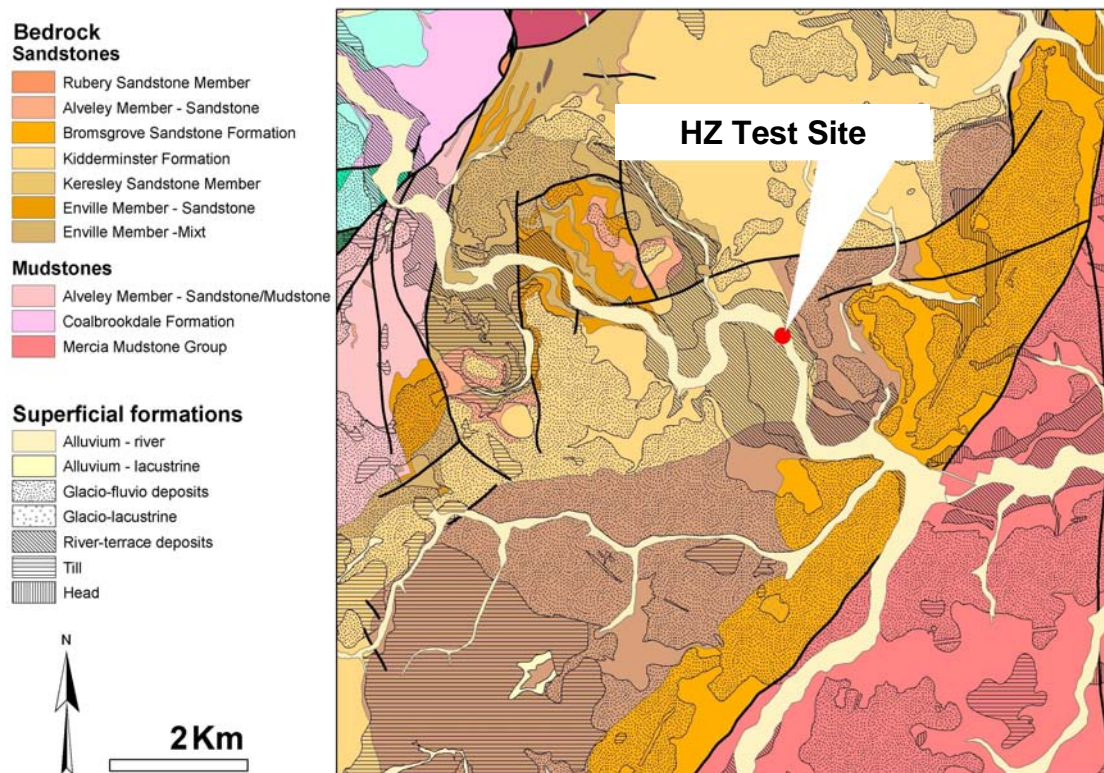 Bedrock
Sandstones
Rubery Sandstone Member
Alveley Member - Sandstone
Bromsgrove Sandstone Formation
Kidderminster Formation
Keresley Sandstone Member
Enville Member - Sandstone
Enville Member -Mixt
Mudstones
Alveley Member - Sandstone/Mudstone
Coalbrookdale Formation
Mercia Mudstone Group
Superficial formations
Alluvium - river
Alluvium - lacustrine
Glacio-fluvio deposits
Glacio-lacustrine
River-terrace deposits
Till
Head
N
2 Km
HZ Test Site